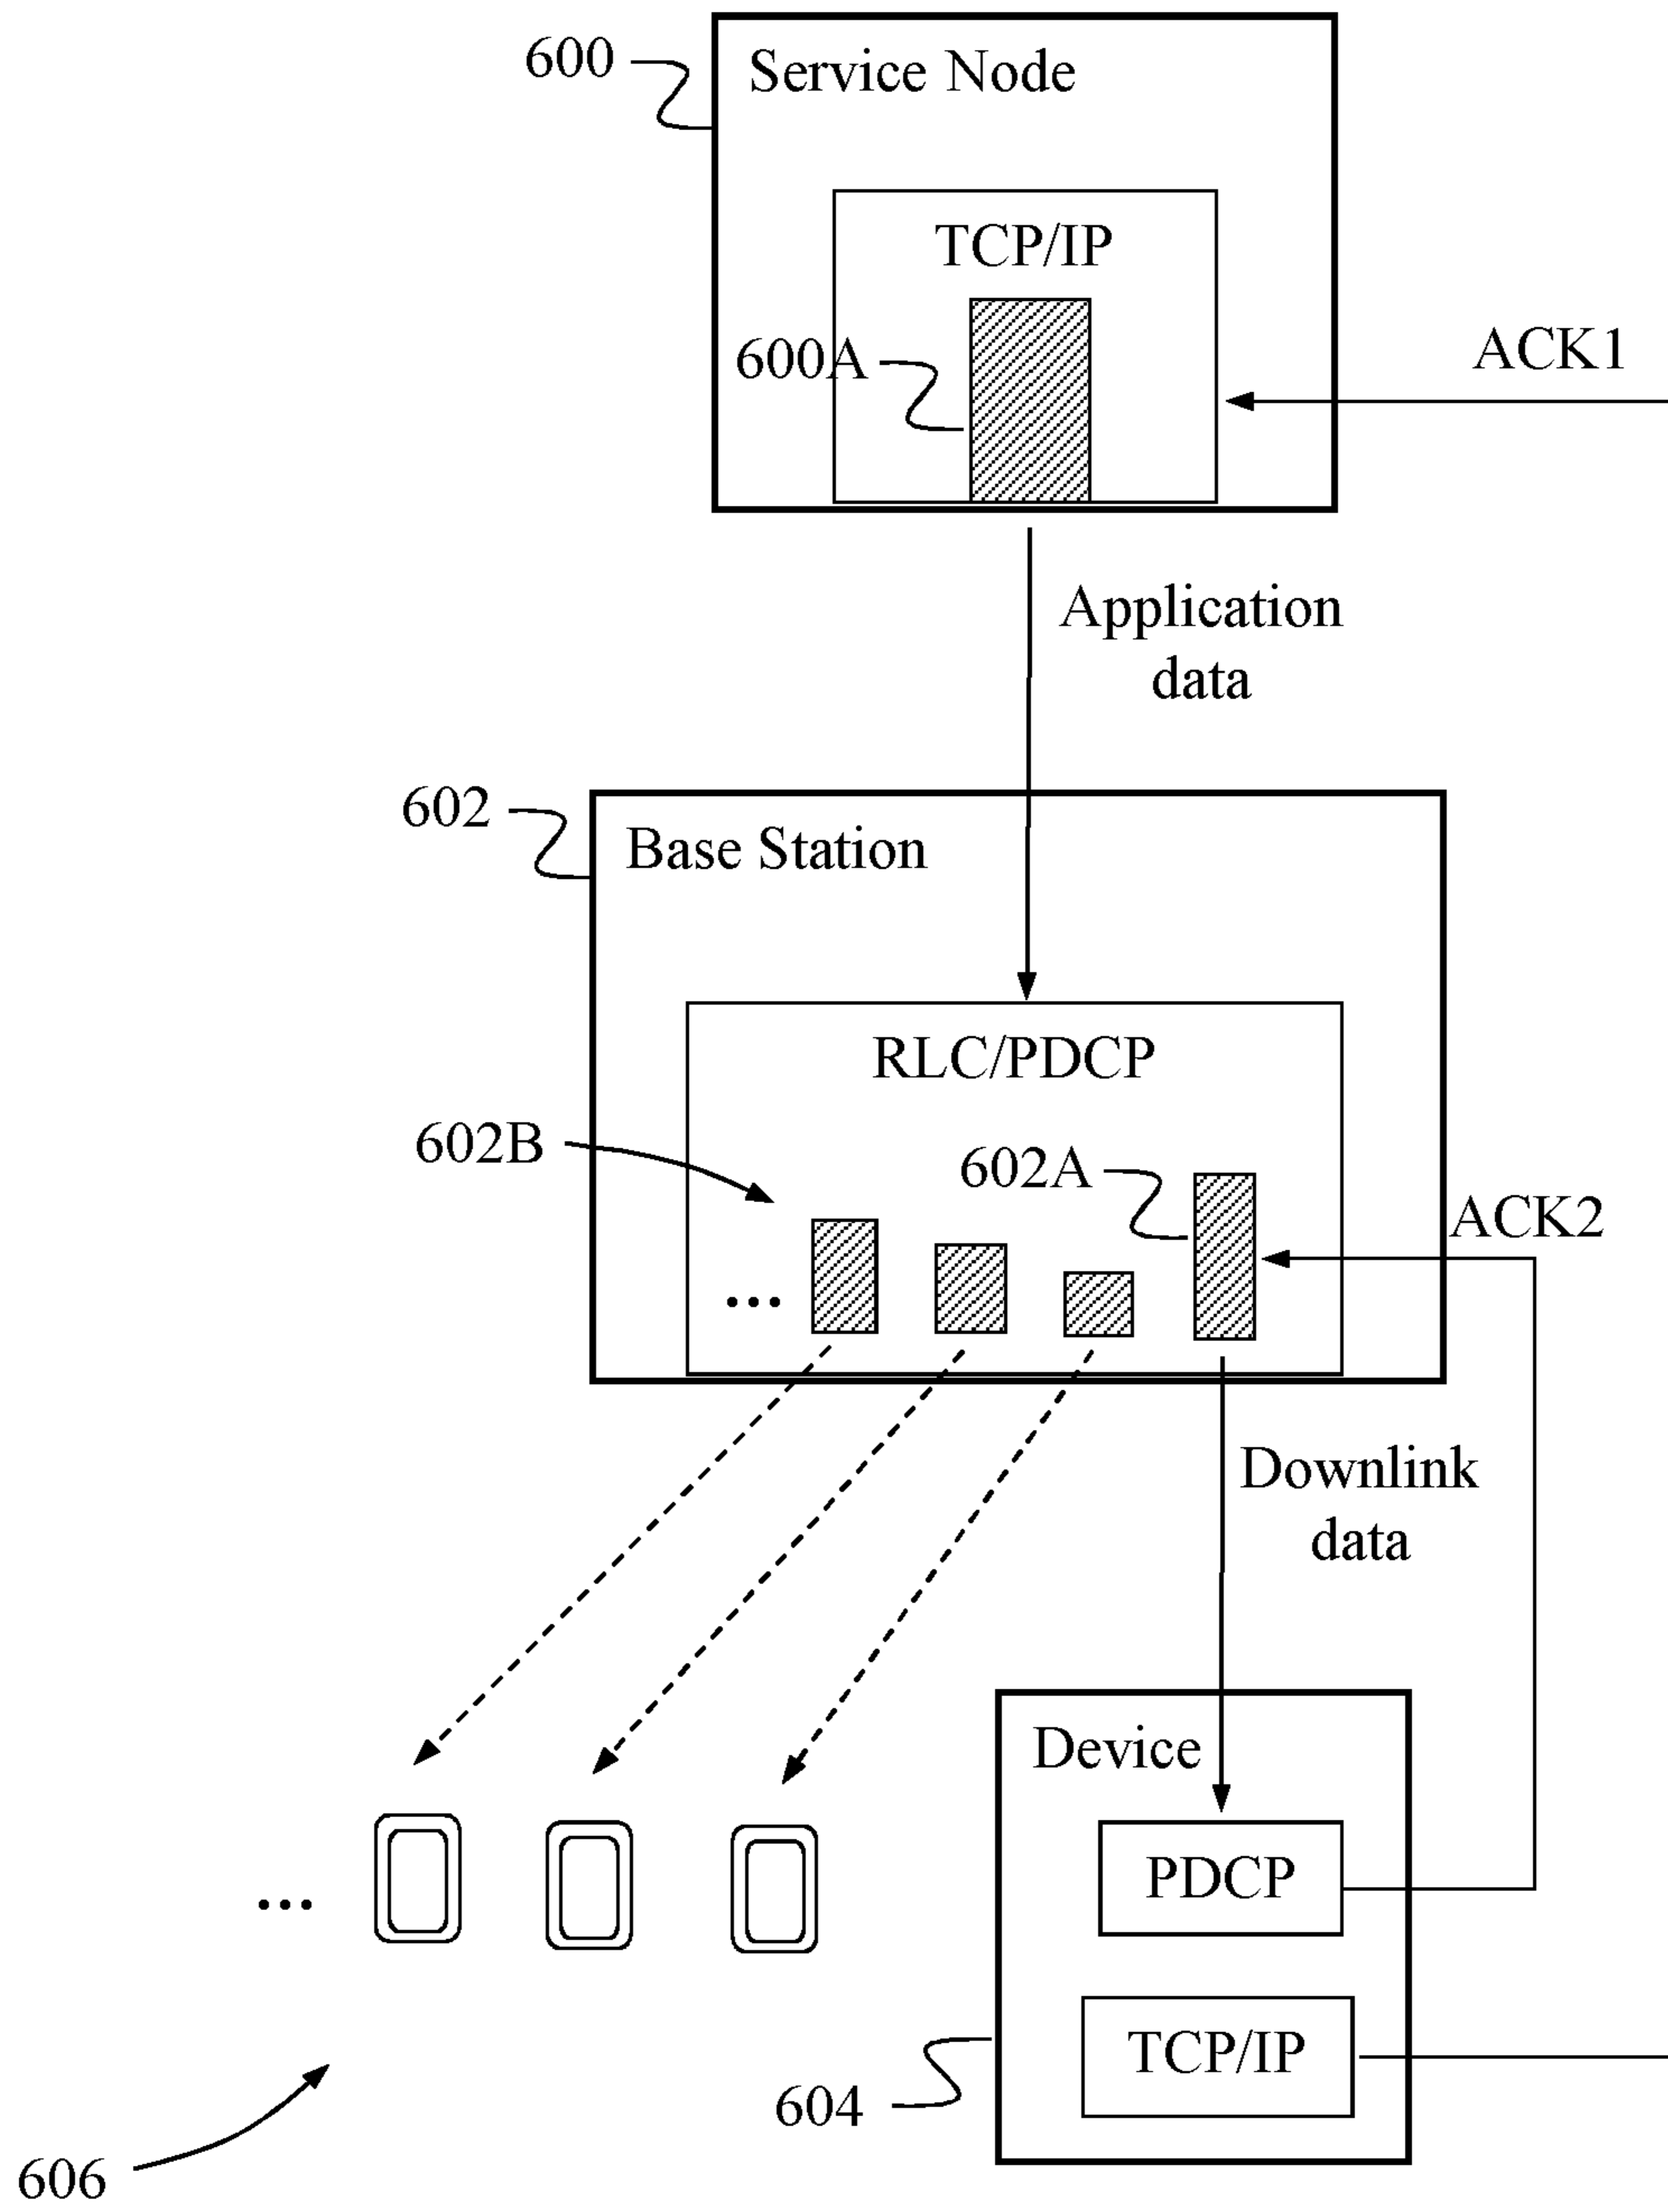 600
Service Node
TCP/IP
600A
ACK1
Application
data
602
Base Station
RLC/PDCP
602B
602A
ACK2
...
Downlink
data
Device
PDCP
...
TCP/IP
604
606